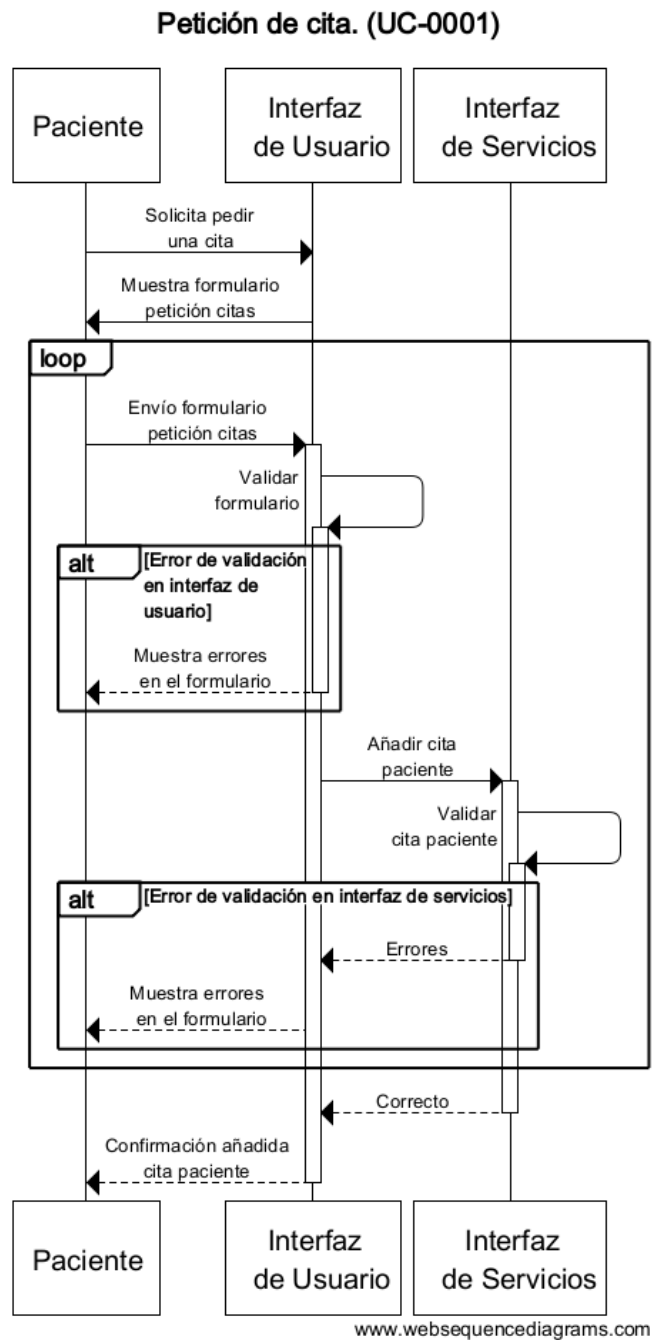 Petición de cita. (UC-0001)
Paciente
Interfaz
de Usuario
Interfaz
de Servicios
Solicita pedir
una cita
Muestra formulario
petición citas
loop
Envío formulario
petición citas
Validar
formulario
alt
[Error de validación
en interfaz de
usuario]
Muestra errores
en el formulario
Añadir cita
paciente
Validar
cita paciente
alt
[Error de validación en interfaz de servicios]
Errores
Muestra errores
en el formulario
Correcto
Confirmación añadida
cita paciente
Paciente
Interfaz
de Usuario
Interfaz
de Servicios
www.websequencediagrams.com